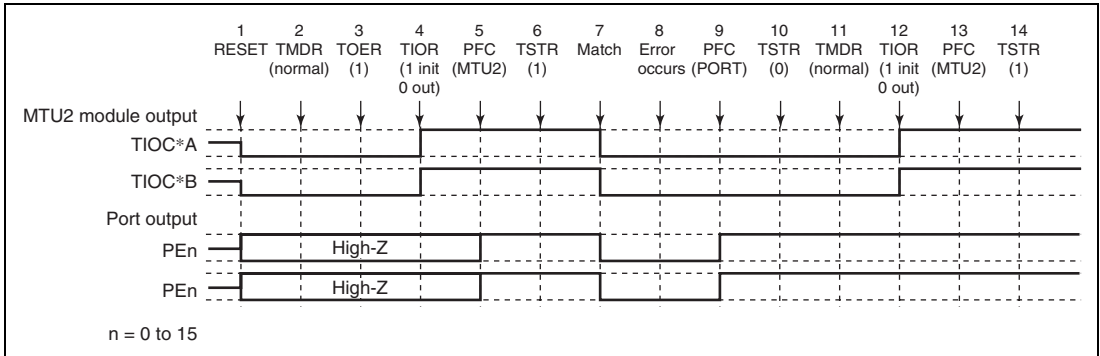 1 2 3 4 5 6 7 8 9 10 11 12 13 14
RESET TMDR TOER TIOR PFC TSTR Match Error PFC TSTR TMDR TIOR PFC TSTR
(normal) (1) (1 init (MTU2) (1) occurs (PORT) (0) (normal) (1 init (MTU2) (1)
0 out) 0 out)
MTU2 module output
TIOC*A
TIOC*B
Port output
PEn High-Z
PEn High-Z
n = 0 to 15